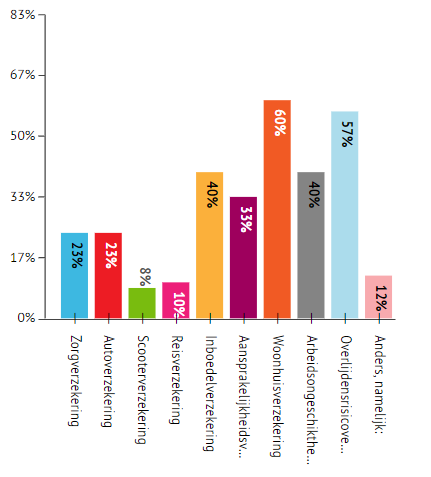 83%
67%
50%
33%
17%
0%
23%
23%
8%
10%
40%
33%
60%
40%
57%
12%
Zorgverzekering
Autoverzekering
Scooterverzekering
Reisverzekering
Inboedelverzekering
Aansprakelijkheidsv...
Woonhuisverzekering
Arbeidsongeschikthe...
Overlijdensrisicove...
Anders, namelijk: